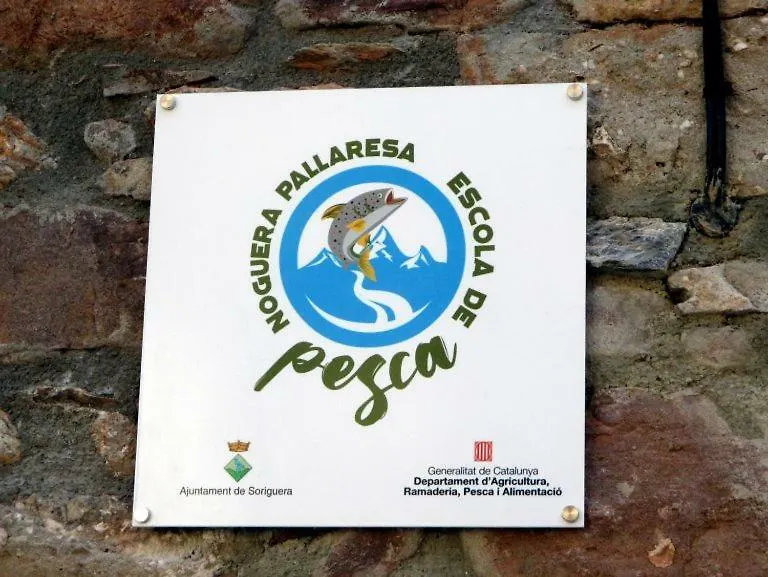 NOGUERA PALLARESA
ESCOLA DE
pesca
Ajuntament de Soriguera
Generalitat de Catalunya
Departament d'Agricultura,
Ramaderia, Pesca i Alimentació